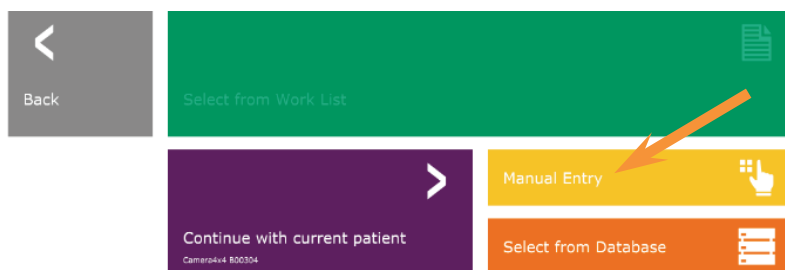 Back
Select from Work List
Manual Entry
Continue with current patient
Camera4x4 B00304
Select from Database